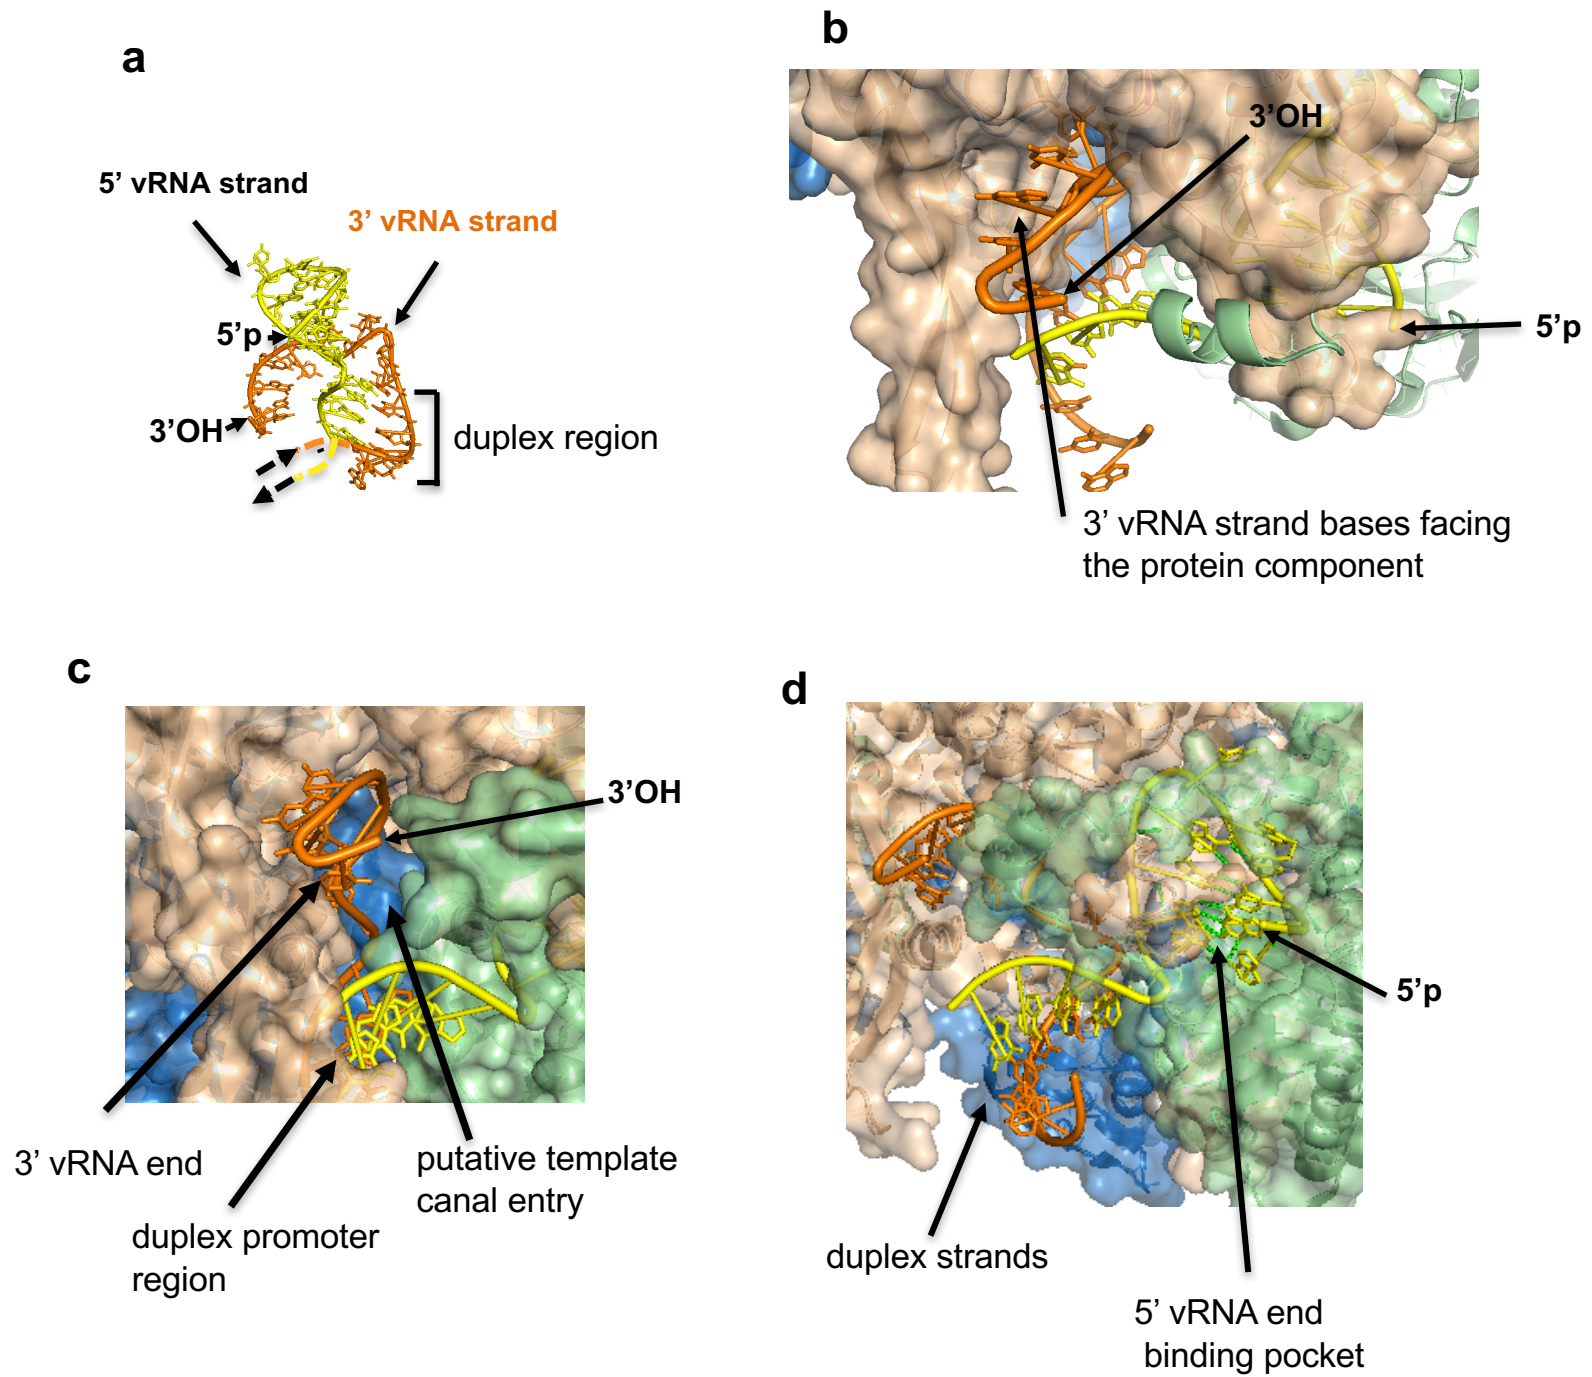 a
5’ vRNA strand
3’ vRNA strand
5’p
3’OH
duplex region
b
3’OH
5’p
3’ vRNA strand bases facing
the protein component
c
3’OH
3’ vRNA end
putative template
canal entry
duplex promoter
region
d
5’p
duplex strands
5’ vRNA end
binding pocket